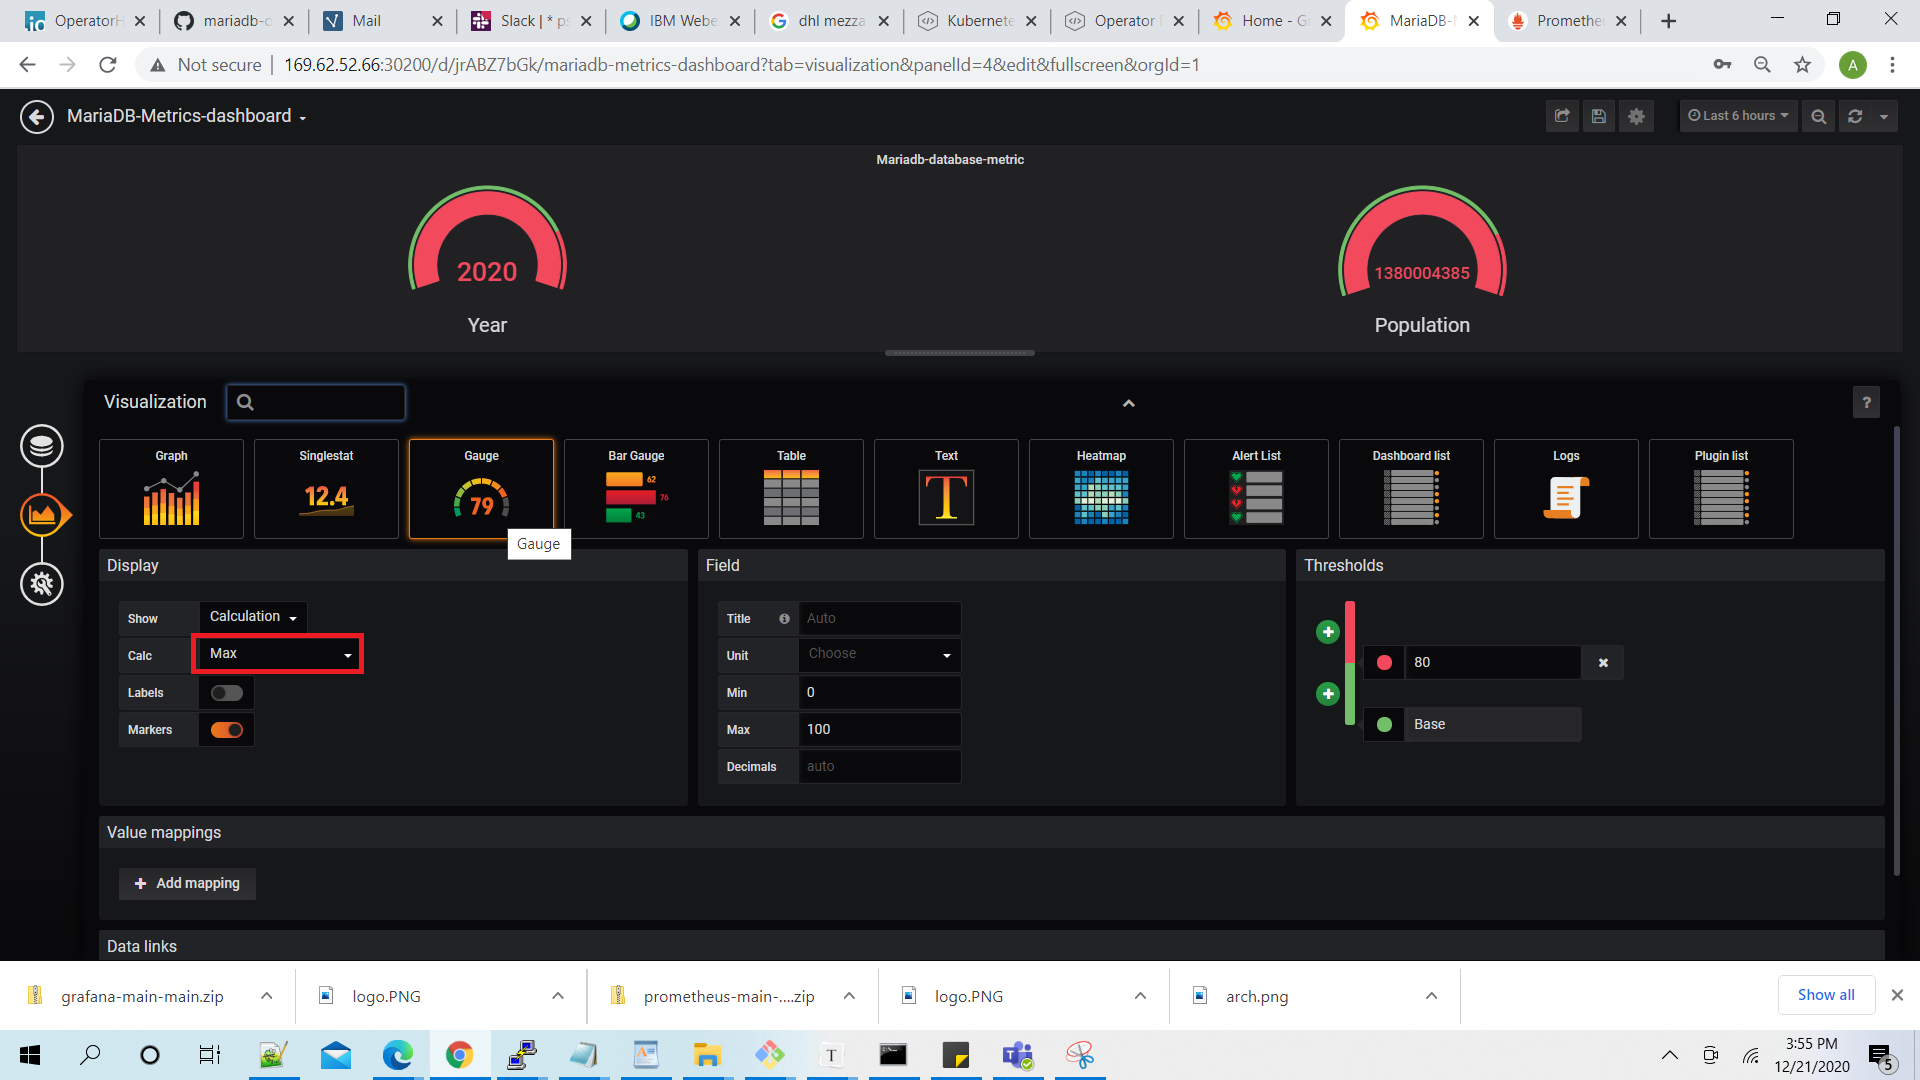 OperatorH
mariadb-o
Mail
Slack | * ps
IBM Webe
dhl mezza
Kubernete
Operator
Home - G
MariaDB-
Promethe
Not secure
169.62.52.66:30200/d/jrABZ7bGk/mariadb-metrics-dashboard?tab=visualization&panelId=4&edit&fullscreen&orgId=1
A
MariaDB-Metrics-dashboard
Last 6 hours
Mariadb-database-metric
2020
1380004385
Year
Population
Visualization
?
Graph
Singlestat
Gauge
Bar Gauge
Table
Text
Heatmap
Alert List
Dashboard list
Logs
Plugin list
12.4
79
62
76
43
T
Gauge
Display
Field
Thresholds
Show
Calculation
Calc
Max
Labels
Markers
Title
Auto
Unit
Choose
Min
0
Max
100
Decimals
auto
80
Base
Value mappings
Add mapping
Data links
grafana-main-main.zip
logo.PNG
prometheus-main-....zip
logo.PNG
arch.png
Show all
T
3:55 PM
12/21/2020
5